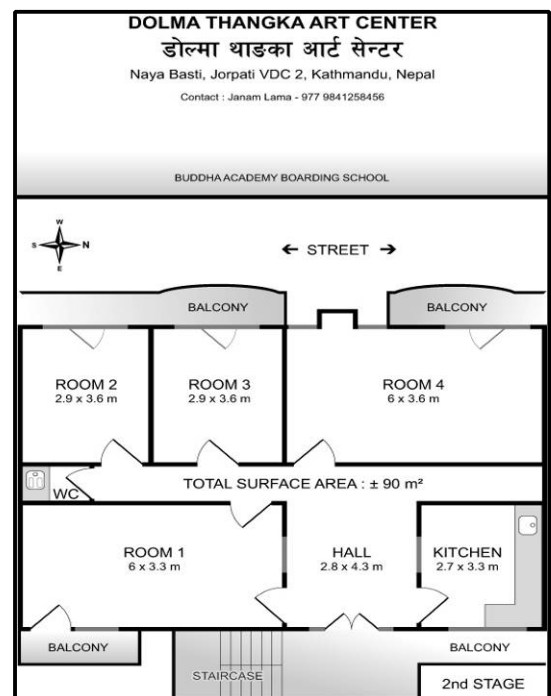 DOLMA THANGKA ART CENTER
डोल्मा थाङका आर्ट सेन्टर
Naya Basti, Jorpati VDC 2, Kathmandu, Nepal
Contact : Janam Lama - 977 9841258456
BUDDHA ACADEMY BOARDING SCHOOL
W
S N
E
← STREET →
BALCONY BALCONY
ROOM 2 ROOM 3 ROOM 4
2.9 x 3.6 m 2.9 x 3.6 m 6 x 3.6 m
WC
TOTAL SURFACE AREA : ± 90 m²
ROOM 1 HALL KITCHEN
6 x 3.3 m 2.8 x 4.3 m 2.7 x 3.3 m
BALCONY BALCONY
STAIRCASE
2nd STAGE